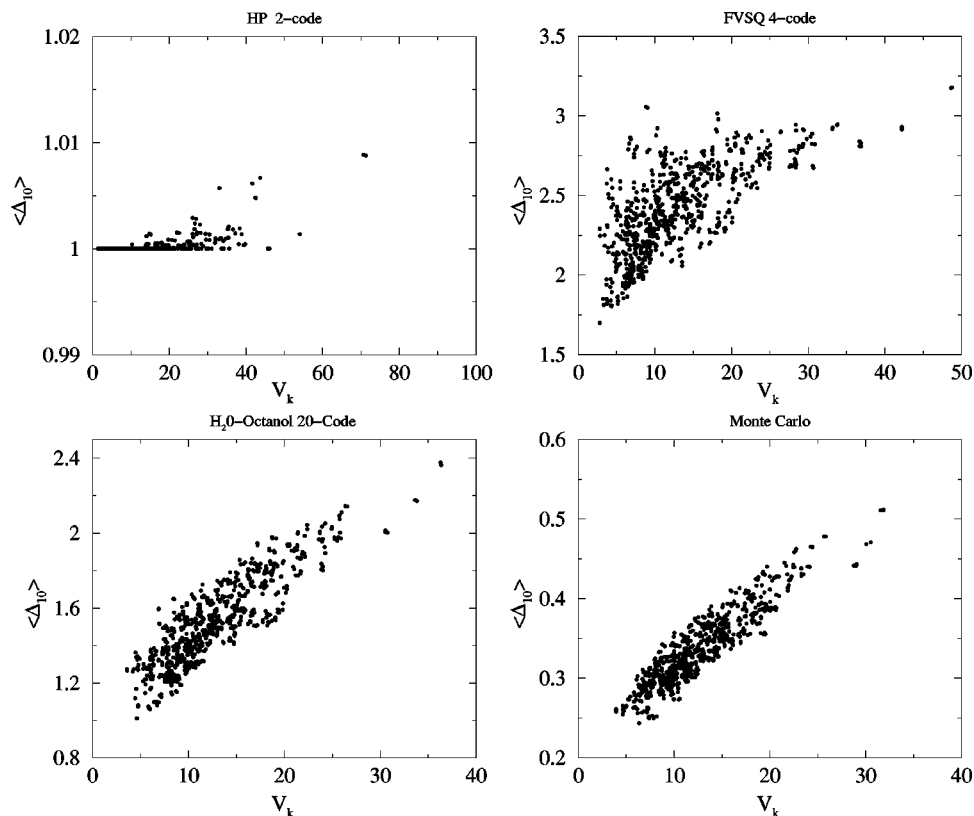 HP 2−code
1.02
1.01
1
0.99
<Δ10>
0 20 40 60 80 100
Vk
FVSQ 4−code
3.5
3
2.5
2
1.5
<Δ10>
0 10 20 30 40 50
Vk
H20−Octanol 20−Code
2.4
2
1.6
1.2
0.8
<Δ10>
0 10 20 30 40
Vk
Monte Carlo
0.6
0.5
0.4
0.3
0.2
<Δ10>
0 10 20 30 40
Vk